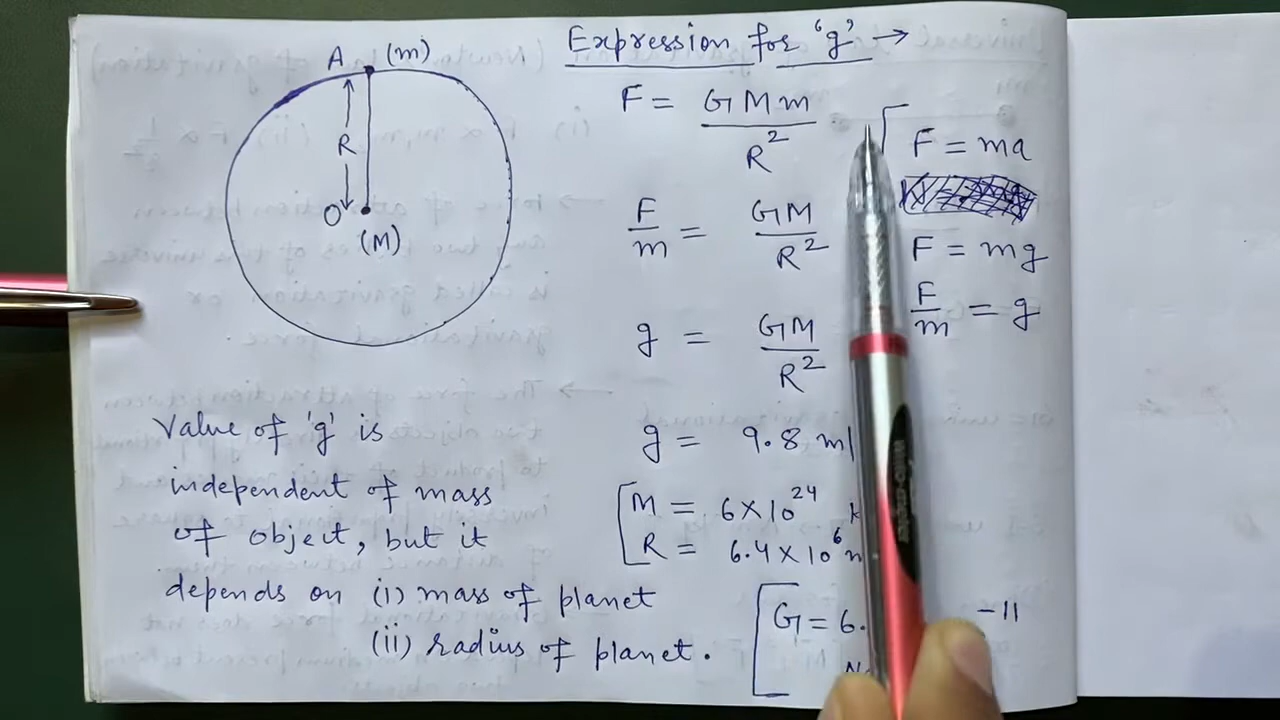 Expression for 'g' →
A (m)
R
O
(M)
F = GMm / R²
F/m = GM / R²
g = GM / R²
g = 9.8 m/
M = 6 × 10²⁴ k
R = 6.4 × 10⁶ m
G = 6. -11
N
F = ma
F = mg
F/m = g
Value of 'g' is
independent of mass
of object, but it
depends on (i) mass of planet
(ii) radius of planet.